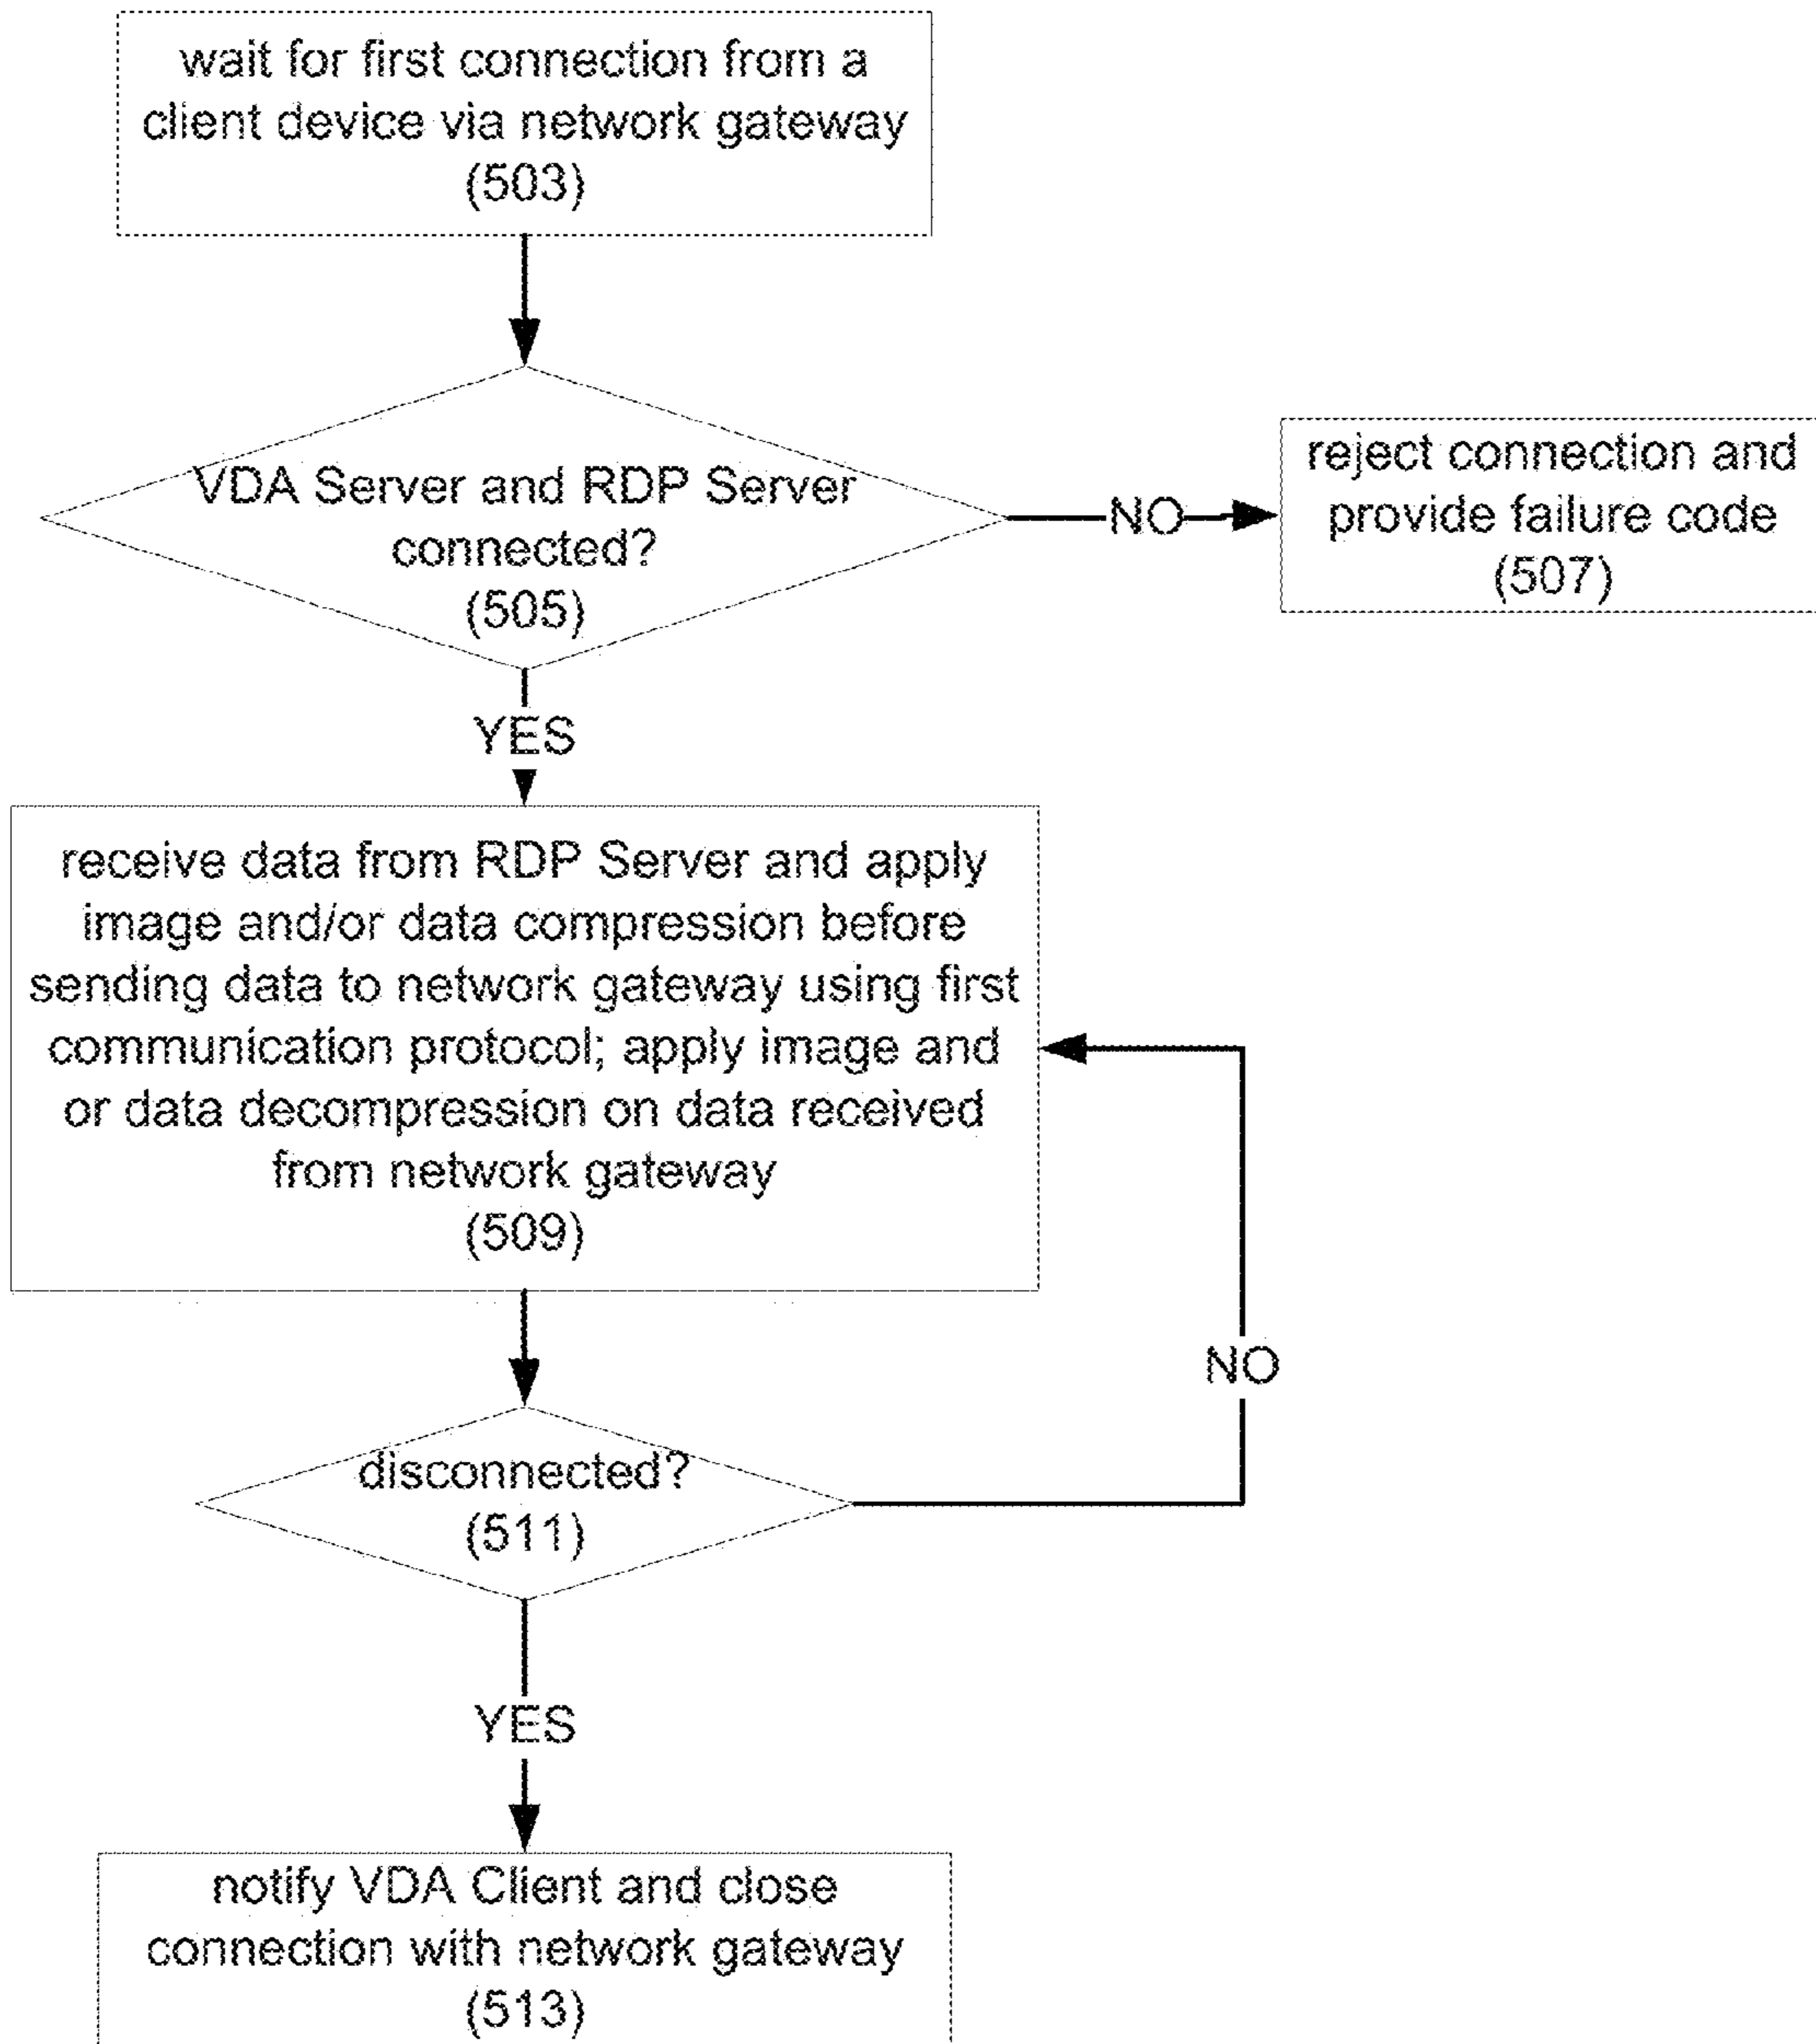 wait for first connection from a
client device via network gateway
(503)
VDA Server and RDP Server
connected?
(505)
NO
reject connection and
provide failure code
(507)
YES
receive data from RDP Server and apply
image and/or data compression before
sending data to network gateway using first
communication protocol; apply image and
or data decompression on data received
from network gateway
(509)
NO
disconnected?
(511)
YES
notify VDA Client and close
connection with network gateway
(513)